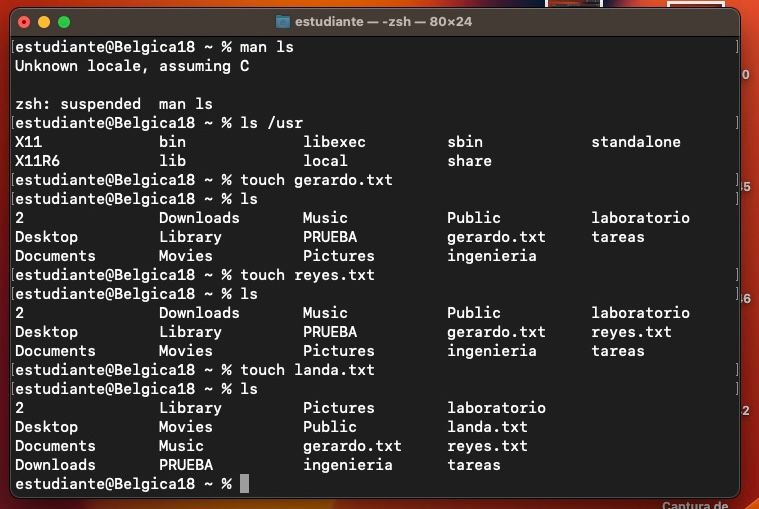 estudiante — -zsh — 80×24
estudiante@Belgica18 ~ % man ls
Unknown locale, assuming C
zsh: suspended  man ls
estudiante@Belgica18 ~ % ls /usr
X11 bin libexec sbin standalone
X11R6 lib local share
estudiante@Belgica18 ~ % touch gerardo.txt
estudiante@Belgica18 ~ % ls
2 Downloads Music Public laboratorio
Desktop Library PRUEBA gerardo.txt tareas
Documents Movies Pictures ingenieria
estudiante@Belgica18 ~ % touch reyes.txt
estudiante@Belgica18 ~ % ls
2 Downloads Music Public laboratorio
Desktop Library PRUEBA gerardo.txt reyes.txt
Documents Movies Pictures ingenieria tareas
estudiante@Belgica18 ~ % touch landa.txt
estudiante@Belgica18 ~ % ls
2 Library Pictures laboratorio
Desktop Movies Public landa.txt
Documents Music gerardo.txt reyes.txt
Downloads PRUEBA ingenieria tareas
estudiante@Belgica18 ~ %
Captura de